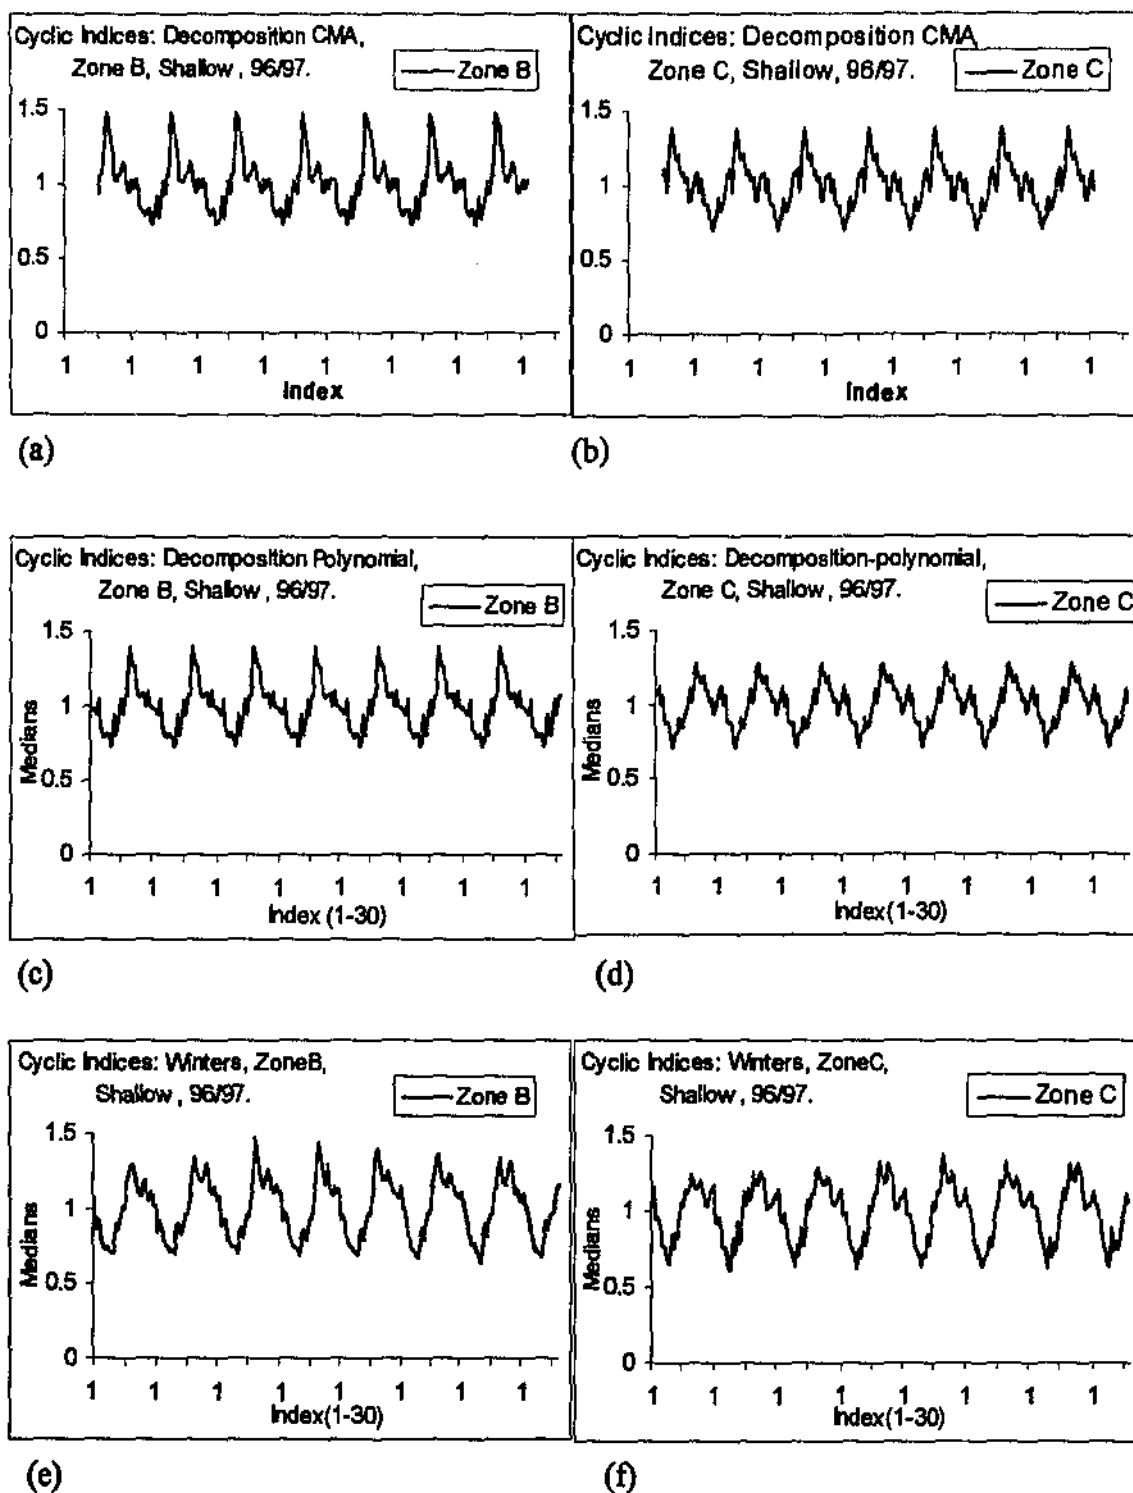 Cyclic Indices: Decomposition CMA,
Zone B, Shallow, 96/97.
Zone B
1.5
1
0.5
0
1 1 1 1 1 1 1 1
Index
(a)
Cyclic Indices: Decomposition CMA,
Zone C, Shallow, 96/97.
Zone C
1.5
1
0.5
0
1 1 1 1 1 1 1 1
Index
(b)
Cyclic Indices: Decomposition Polynomial,
Zone B, Shallow, 96/97.
Zone B
1.5
1
0.5
0
Medians
1 1 1 1 1 1 1 1
Index (1-30)
(c)
Cyclic Indices: Decomposition-polynomial,
Zone C, Shallow, 96/97.
Zone C
1.5
1
0.5
0
Medians
1 1 1 1 1 1 1 1
Index(1-30)
(d)
Cyclic Indices: Winters, ZoneB,
Shallow, 96/97.
Zone B
1.5
1
0.5
0
Medians
1 1 1 1 1 1 1 1
Index(1-30)
(e)
Cyclic Indices: Winters, ZoneC,
Shallow, 96/97.
Zone C
1.5
1
0.5
0
Medians
1 1 1 1 1 1 1 1
Index(1-30)
(f)